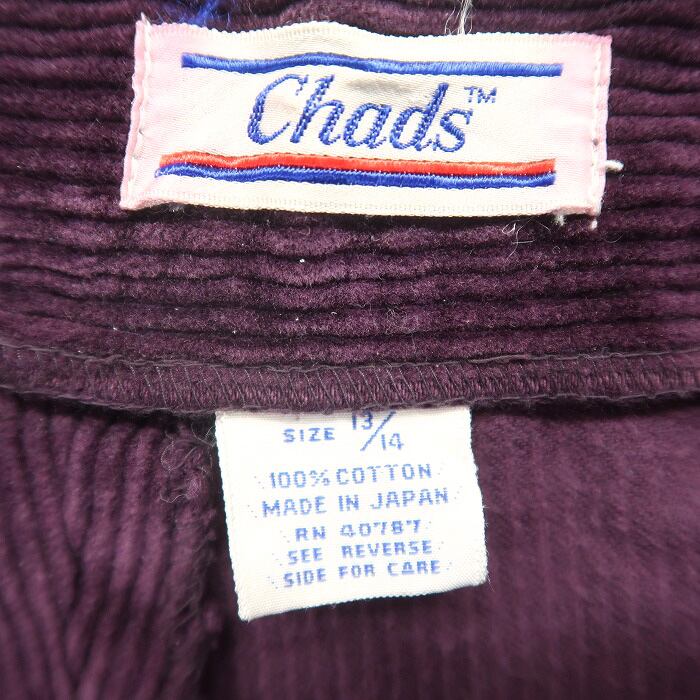 Chads™
SIZE 13/14
100% COTTON
MADE IN JAPAN
RN 40787
SEE REVERSE
SIDE FOR CARE